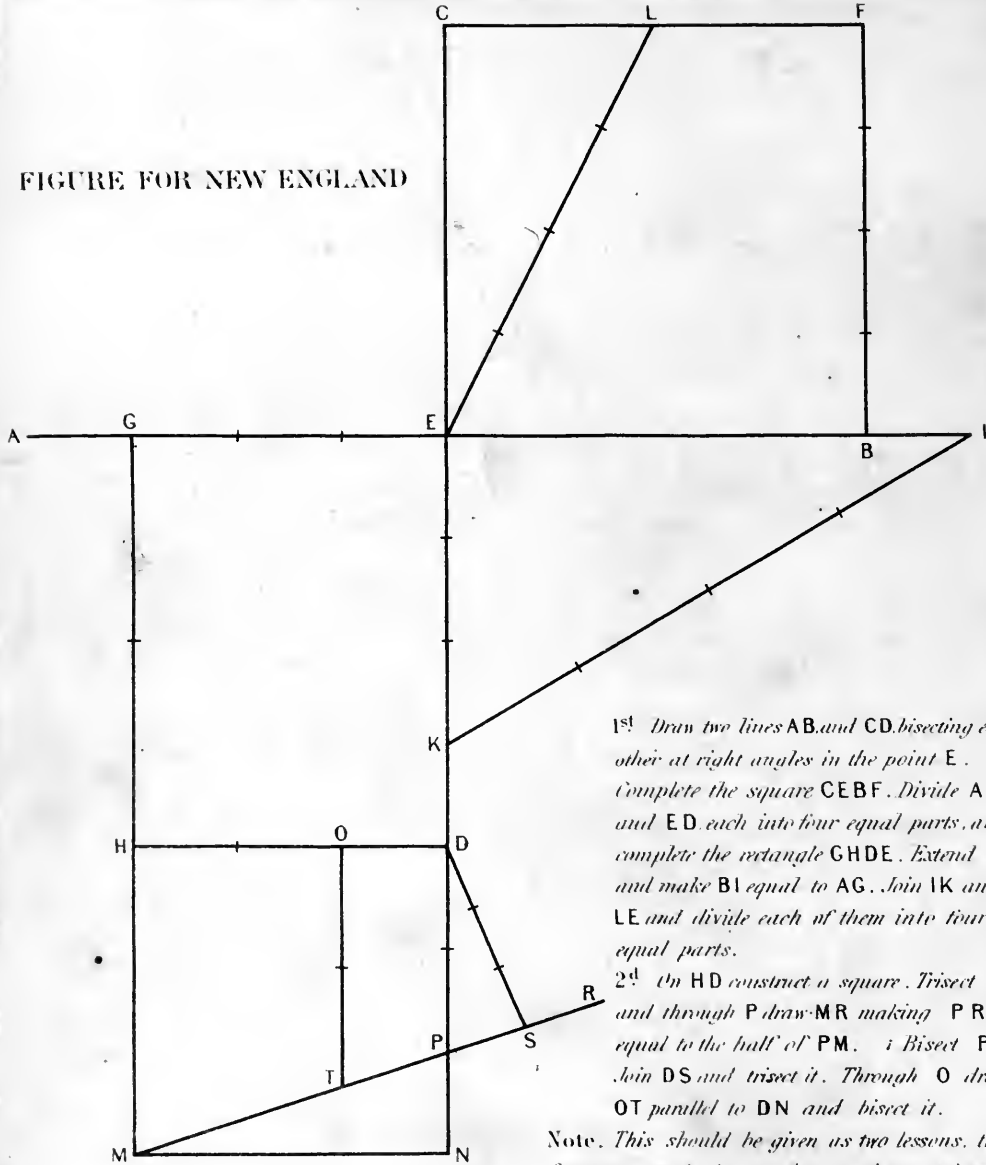 C L F
FIGURE FOR NEW ENGLAND
A G E
B
K
1st Draw two lines AB and CD bisecting
other at right angles in the point E.
Complete the square CEBF. Divide A
and ED each into four equal parts,
H O D
complete the rectangle GHDE. Extend
and make BI equal to AG. Join IK
LE and divide each of them into four
equal parts.
2d On HD construct a square. Trisect
R
and through P draw MR making PR
P S
equal to the half of PM. Bisect
T
Join DS and trisect it. Through O
OT parallel to DN and bisect it.
M N
Note. This should be given as two lessons,